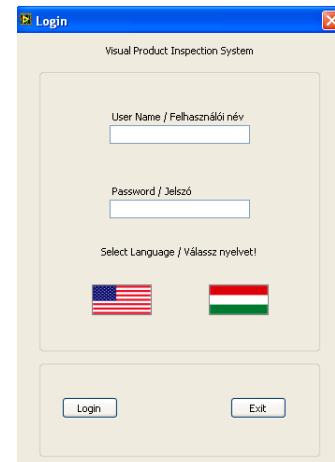 Login
Visual Product Inspection System
User Name / Felhasználói név
Password / Jelszó
Select Language / Válassz nyelvet!
Login Exit